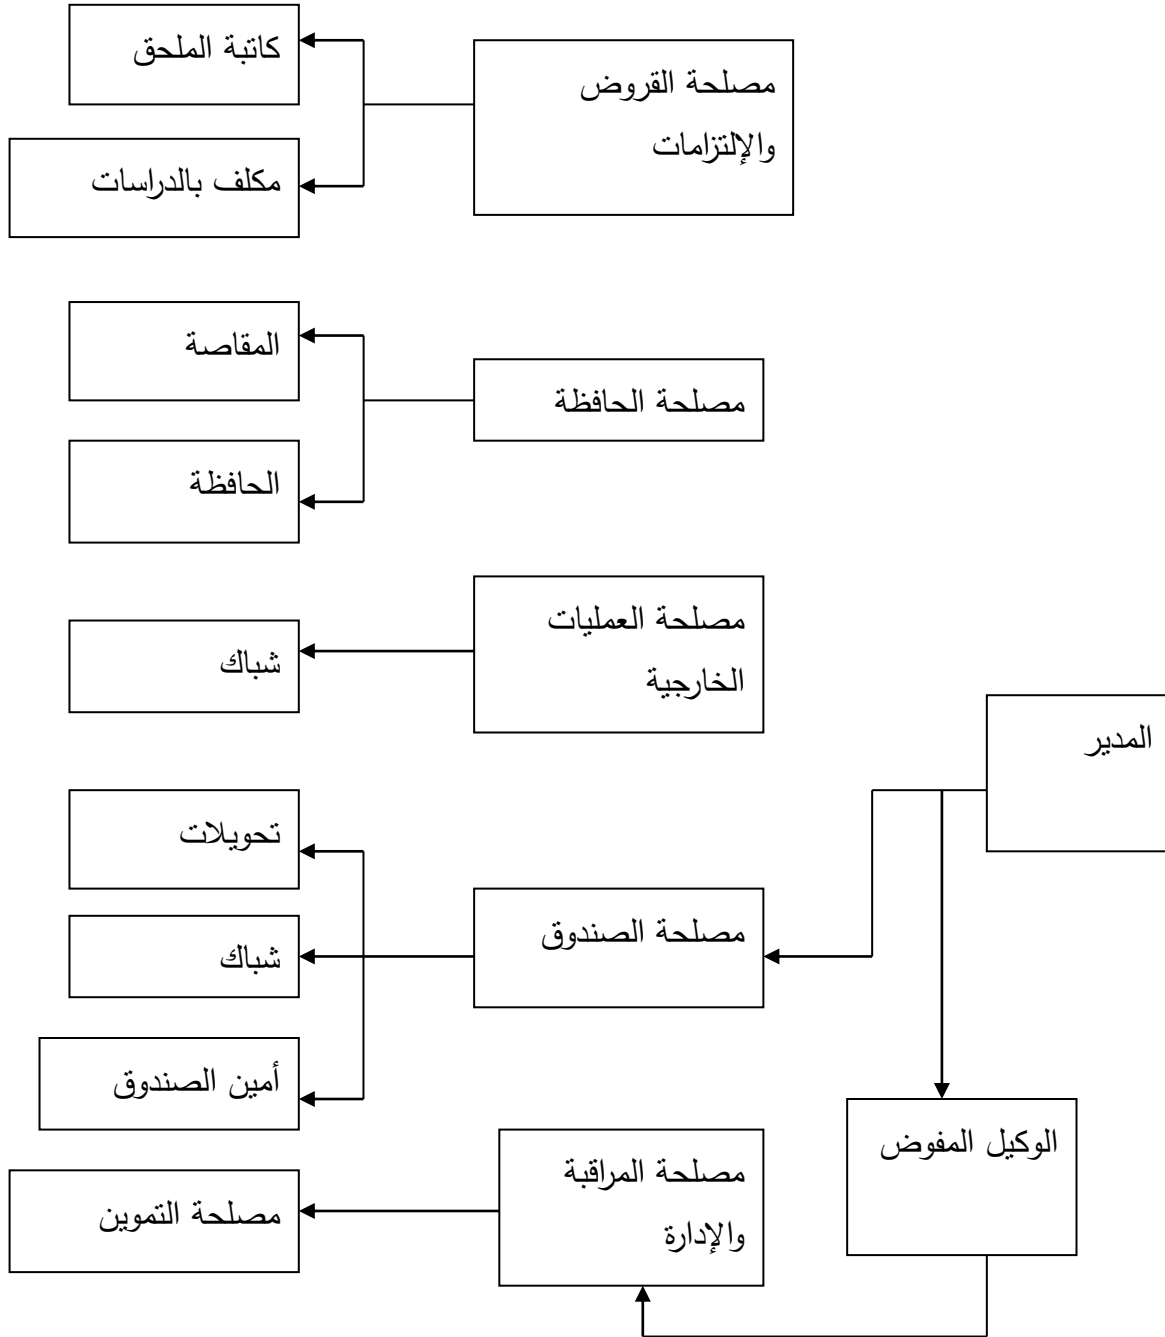 كاتبة الملحق
مصلحة القروض
والإلتزامات
مكلف بالدراسات
المقاصة
مصلحة الحافظة
الحافظة
مصلحة العمليات
الخارجية
شباك
المدير
تحويلات
مصلحة الصندوق
شباك
أمين الصندوق
الوكيل المفوض
مصلحة المراقبة
والإدارة
مصلحة التموين